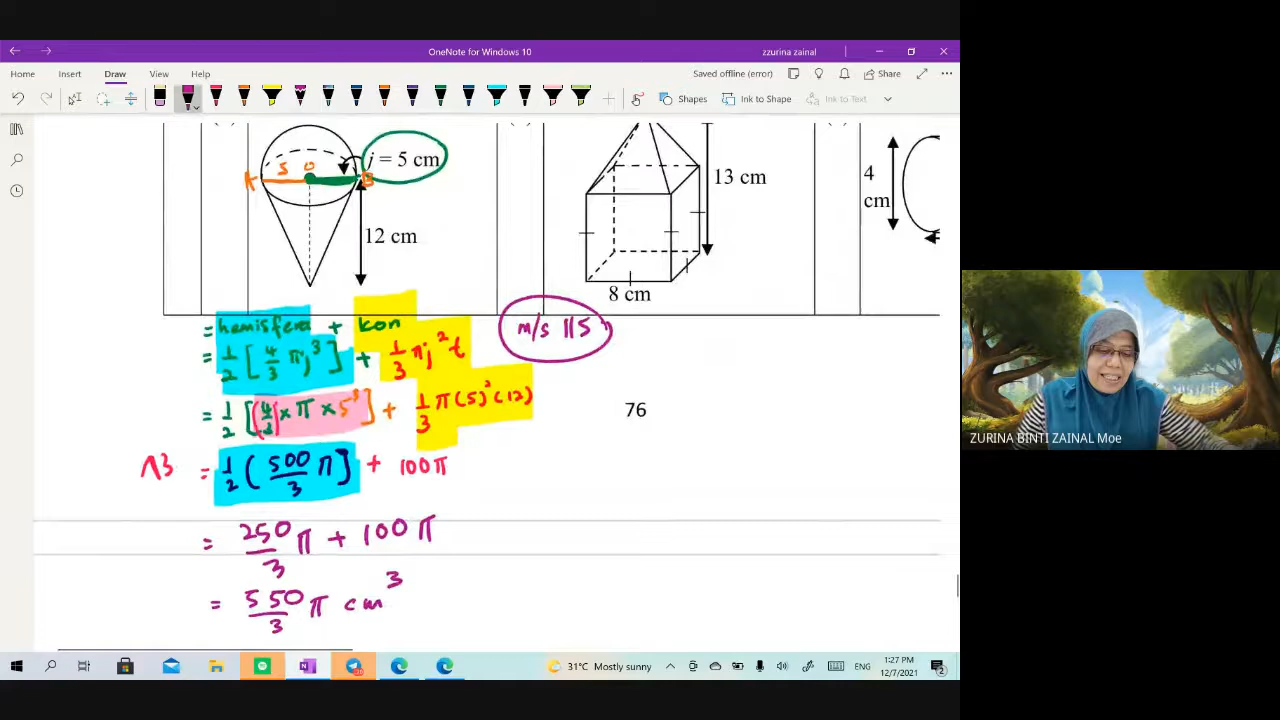 OneNote for Windows 10
zzurina zainal
Home Insert Draw View Help
Saved offline (error)
Share
Shapes
Ink to Shape
Ink to Text
5 O
A B
j = 5 cm
12 cm
13 cm
8 cm
4
cm
= hemisfera + kon
m/s 115
= 1/2 [4/3 πj³] + 1/3 πj²t
= 1/2 [(4/3) × π × 5³] + 1/3 π(5)²(12)
76
= 1/2 (500/3 π] + 100π
= 250/3 π + 100π
= 550/3 π cm³
ZURINA BINTI ZAINAL Moe
31°C Mostly sunny
ENG
1:27 PM
12/7/2021
2